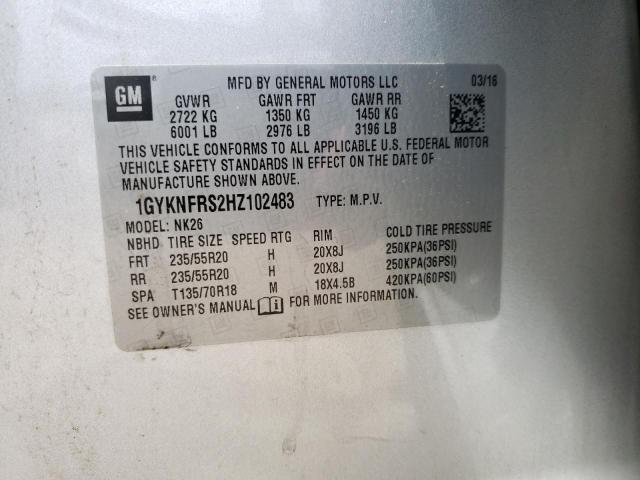 GM ® MFD BY GENERAL MOTORS LLC 03/16
GVWR GAWR FRT GAWR RR
2722 KG 1350 KG 1450 KG
6001 LB 2976 LB 3196 LB
THIS VEHICLE CONFORMS TO ALL APPLICABLE U.S. FEDERAL MOTOR
VEHICLE SAFETY STANDARDS IN EFFECT ON THE DATE OF
MANUFACTURE SHOWN ABOVE.
1GYKNFRS2HZ102483 TYPE: M.P.V.
MODEL: NK26
NBHD TIRE SIZE SPEED RTG RIM COLD TIRE PRESSURE
FRT 235/55R20 H 20X8J 250KPA(36PSI)
RR 235/55R20 H 20X8J 250KPA(36PSI)
SPA T135/70R18 M 18X4.5B 420KPA(60PSI)
SEE OWNER'S MANUAL FOR MORE INFORMATION.